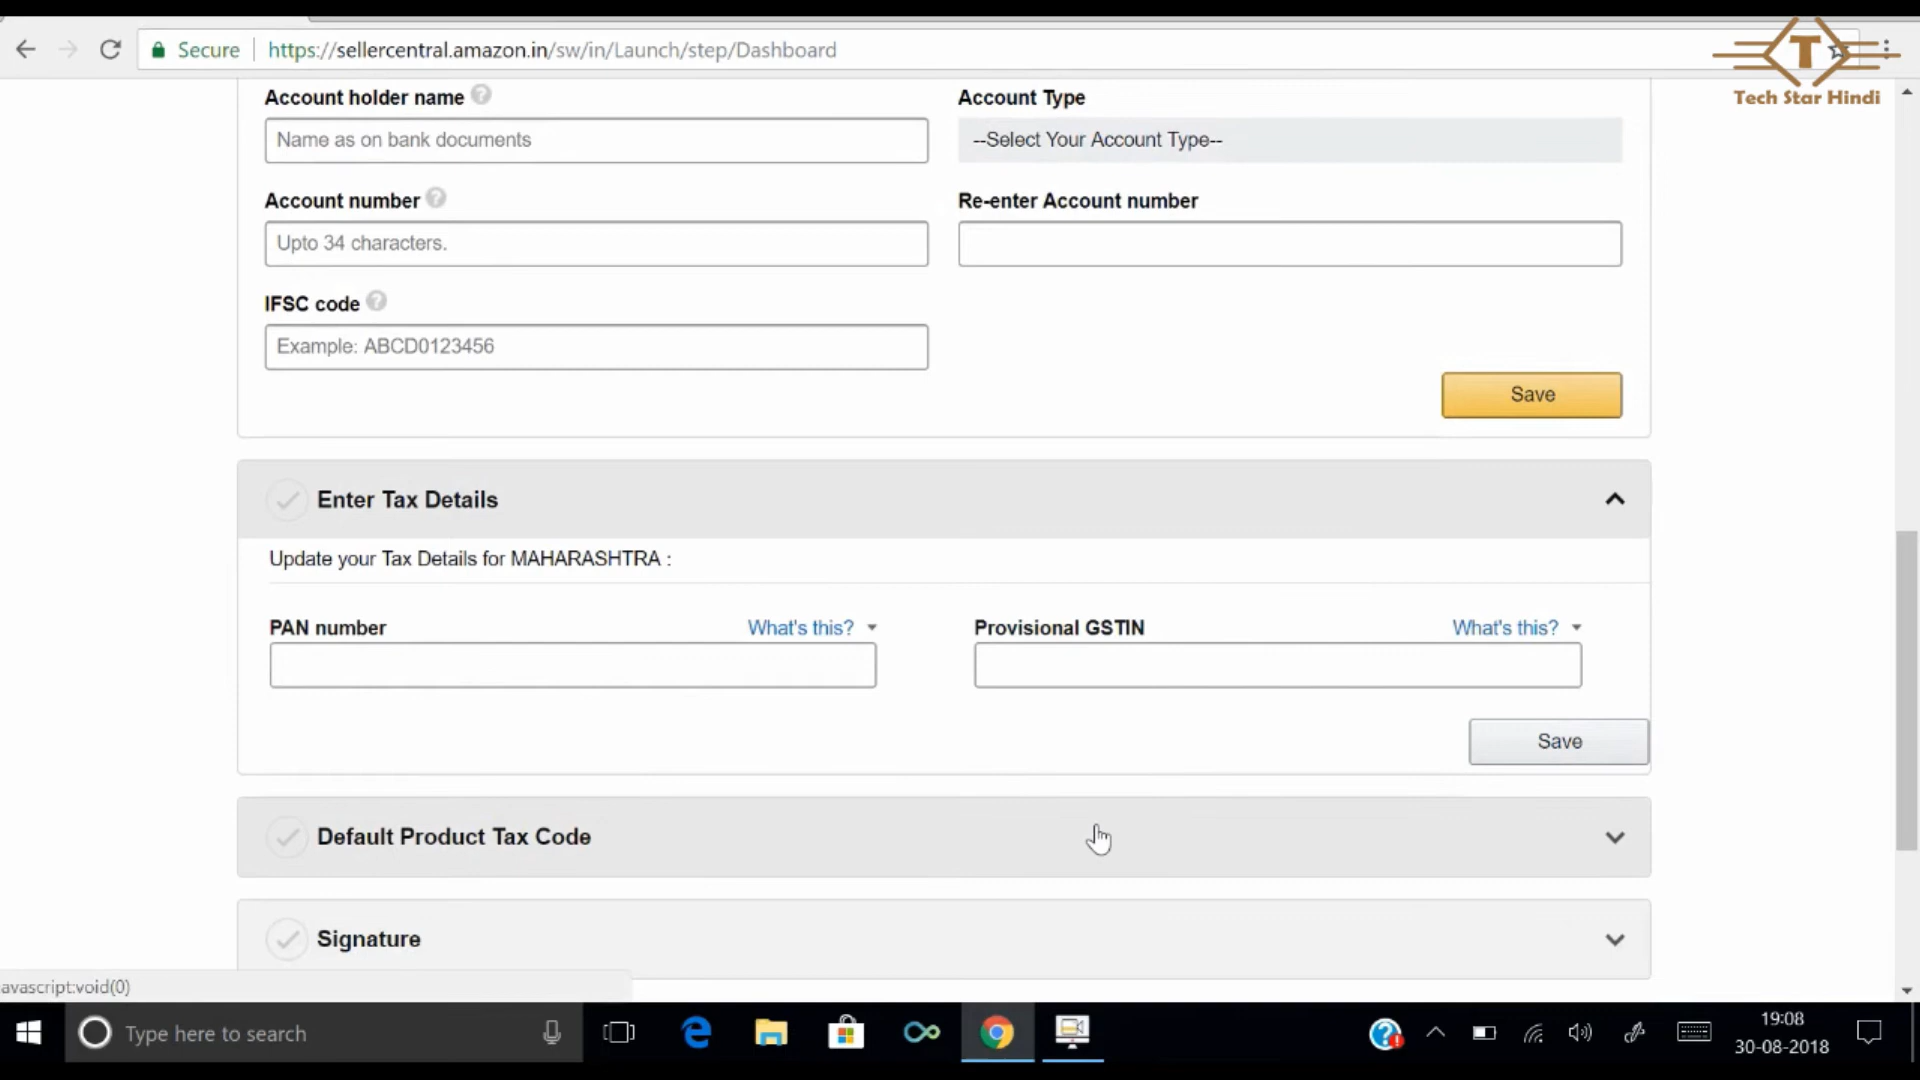 Secure https://sellercentral.amazon.in/sw/in/Launch/step/Dashboard
T
Tech Star Hindi
Account holder name ?
Account Type
Name as on bank documents
--Select Your Account Type--
Account number ?
Re-enter Account number
Upto 34 characters.
IFSC code ?
Example: ABCD0123456
Save
Enter Tax Details
Update your Tax Details for MAHARASHTRA :
PAN number What's this?
Provisional GSTIN What's this?
Save
Default Product Tax Code
Signature
avascript:void(0)
Type here to search
19:08
30-08-2018